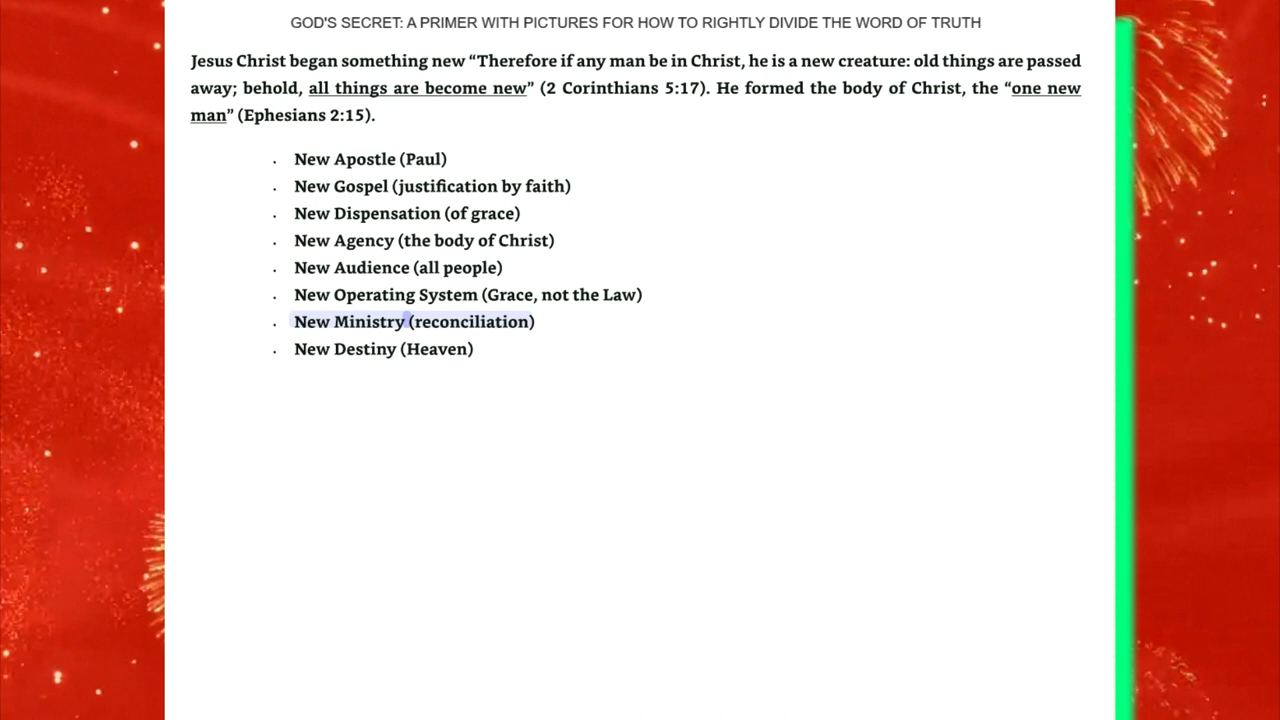 GOD'S SECRET: A PRIMER WITH PICTURES FOR HOW TO RIGHTLY DIVIDE THE WORD OF TRUTH
Jesus Christ began something new “Therefore if any man be in Christ, he is a new creature: old things are passed
away; behold, all things are become new” (2 Corinthians 5:17). He formed the body of Christ, the “one new
man” (Ephesians 2:15).
· New Apostle (Paul)
· New Gospel (justification by faith)
· New Dispensation (of grace)
· New Agency (the body of Christ)
· New Audience (all people)
· New Operating System (Grace, not the Law)
· New Ministry (reconciliation)
· New Destiny (Heaven)